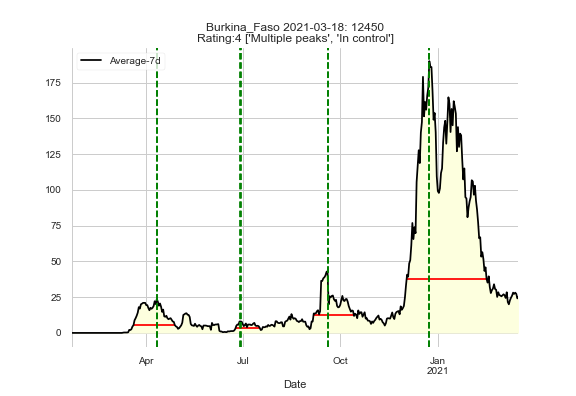 Burkina_Faso 2021-03-18: 12450
Rating:4 ['Multiple peaks', 'In control']
Average-7d
175
150
125
100
75
50
25
0
Apr
Jul
Oct
Jan
2021
Date